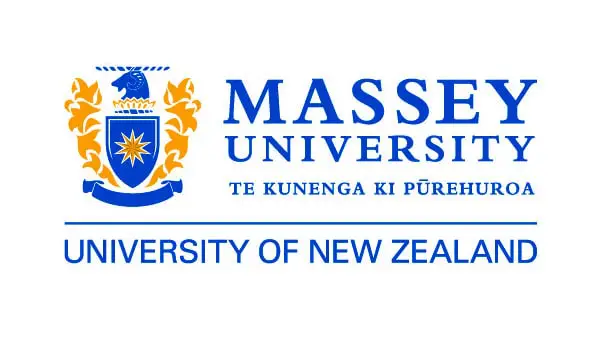 MASSEY
UNIVERSITY
TE KUNENGA KI PŪREHUROA
UNIVERSITY OF NEW ZEALAND